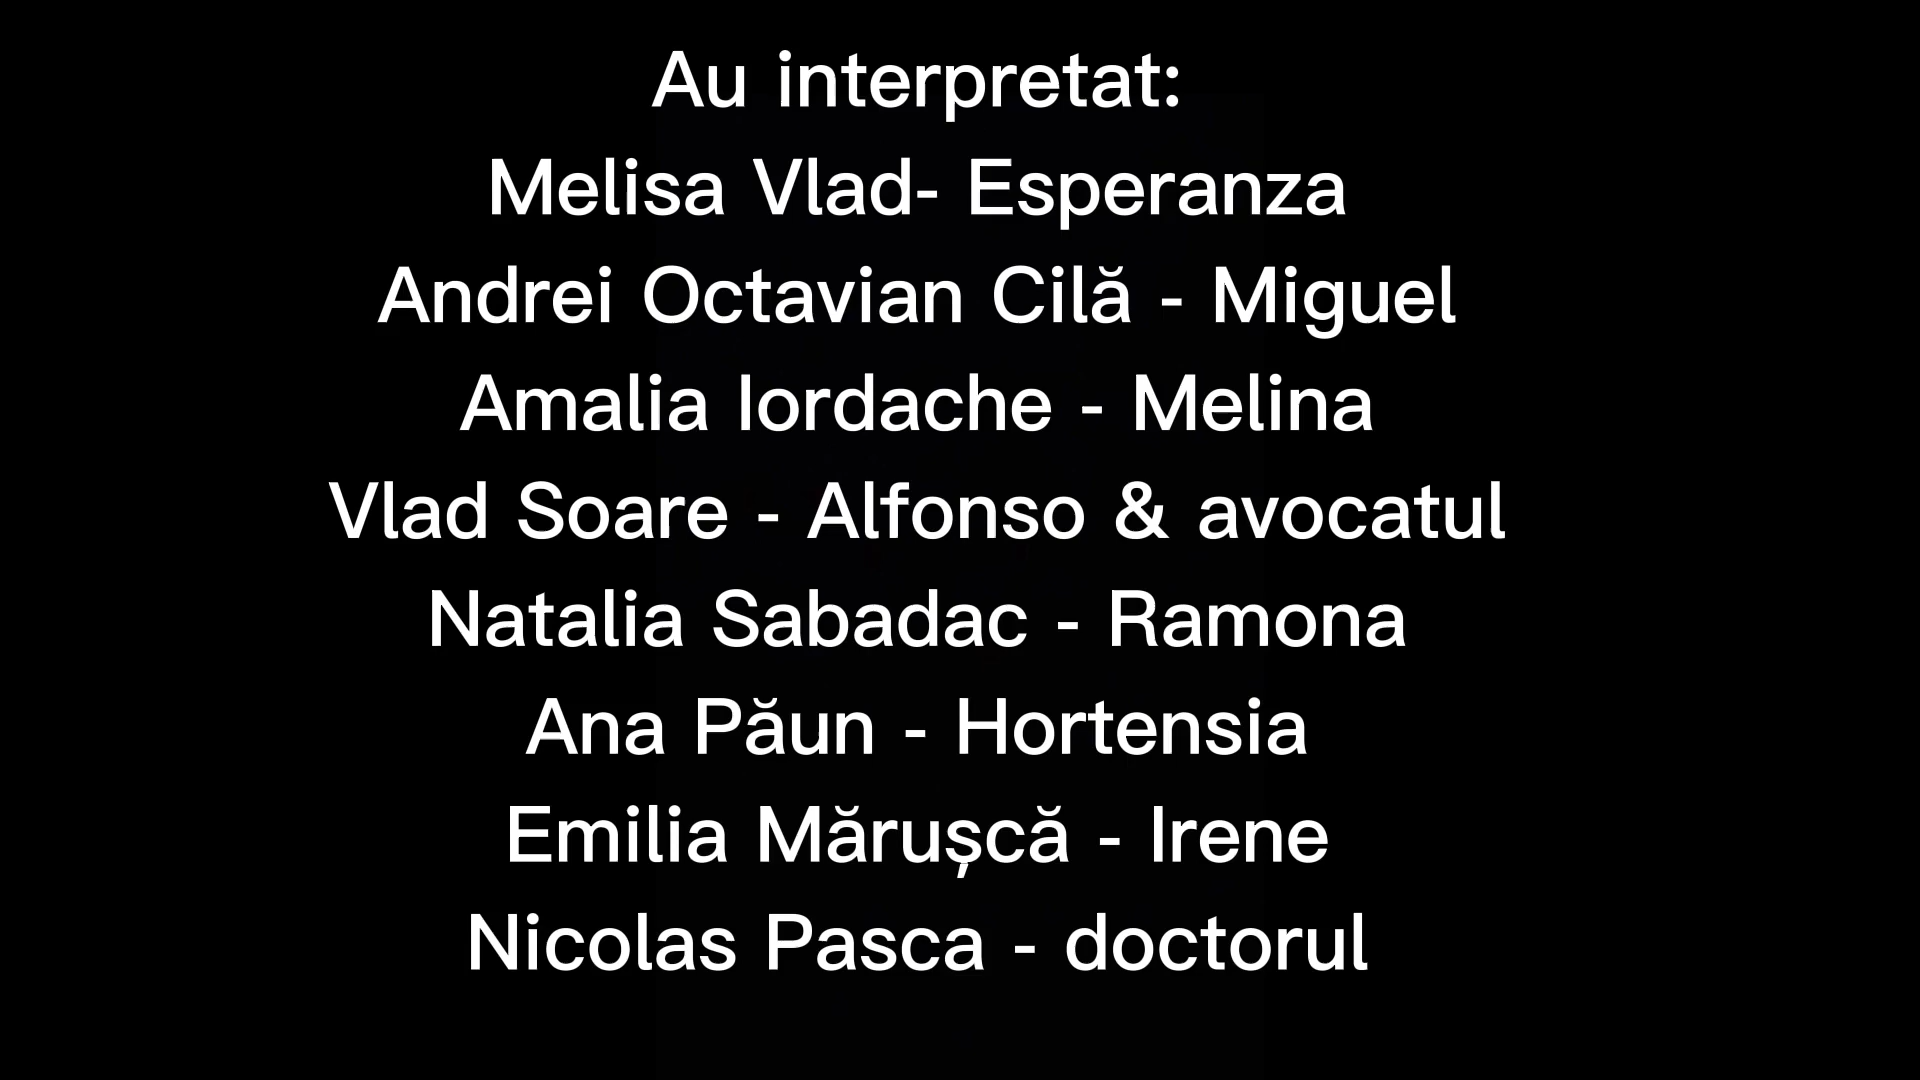 Au interpretat:
Melisa Vlad- Esperanza
Andrei Octavian Cilă - Miguel
Amalia Iordache - Melina
Vlad Soare - Alfonso & avocatul
Natalia Sabadac - Ramona
Ana Păun - Hortensia
Emilia Mărușcă - Irene
Nicolas Pasca - doctorul